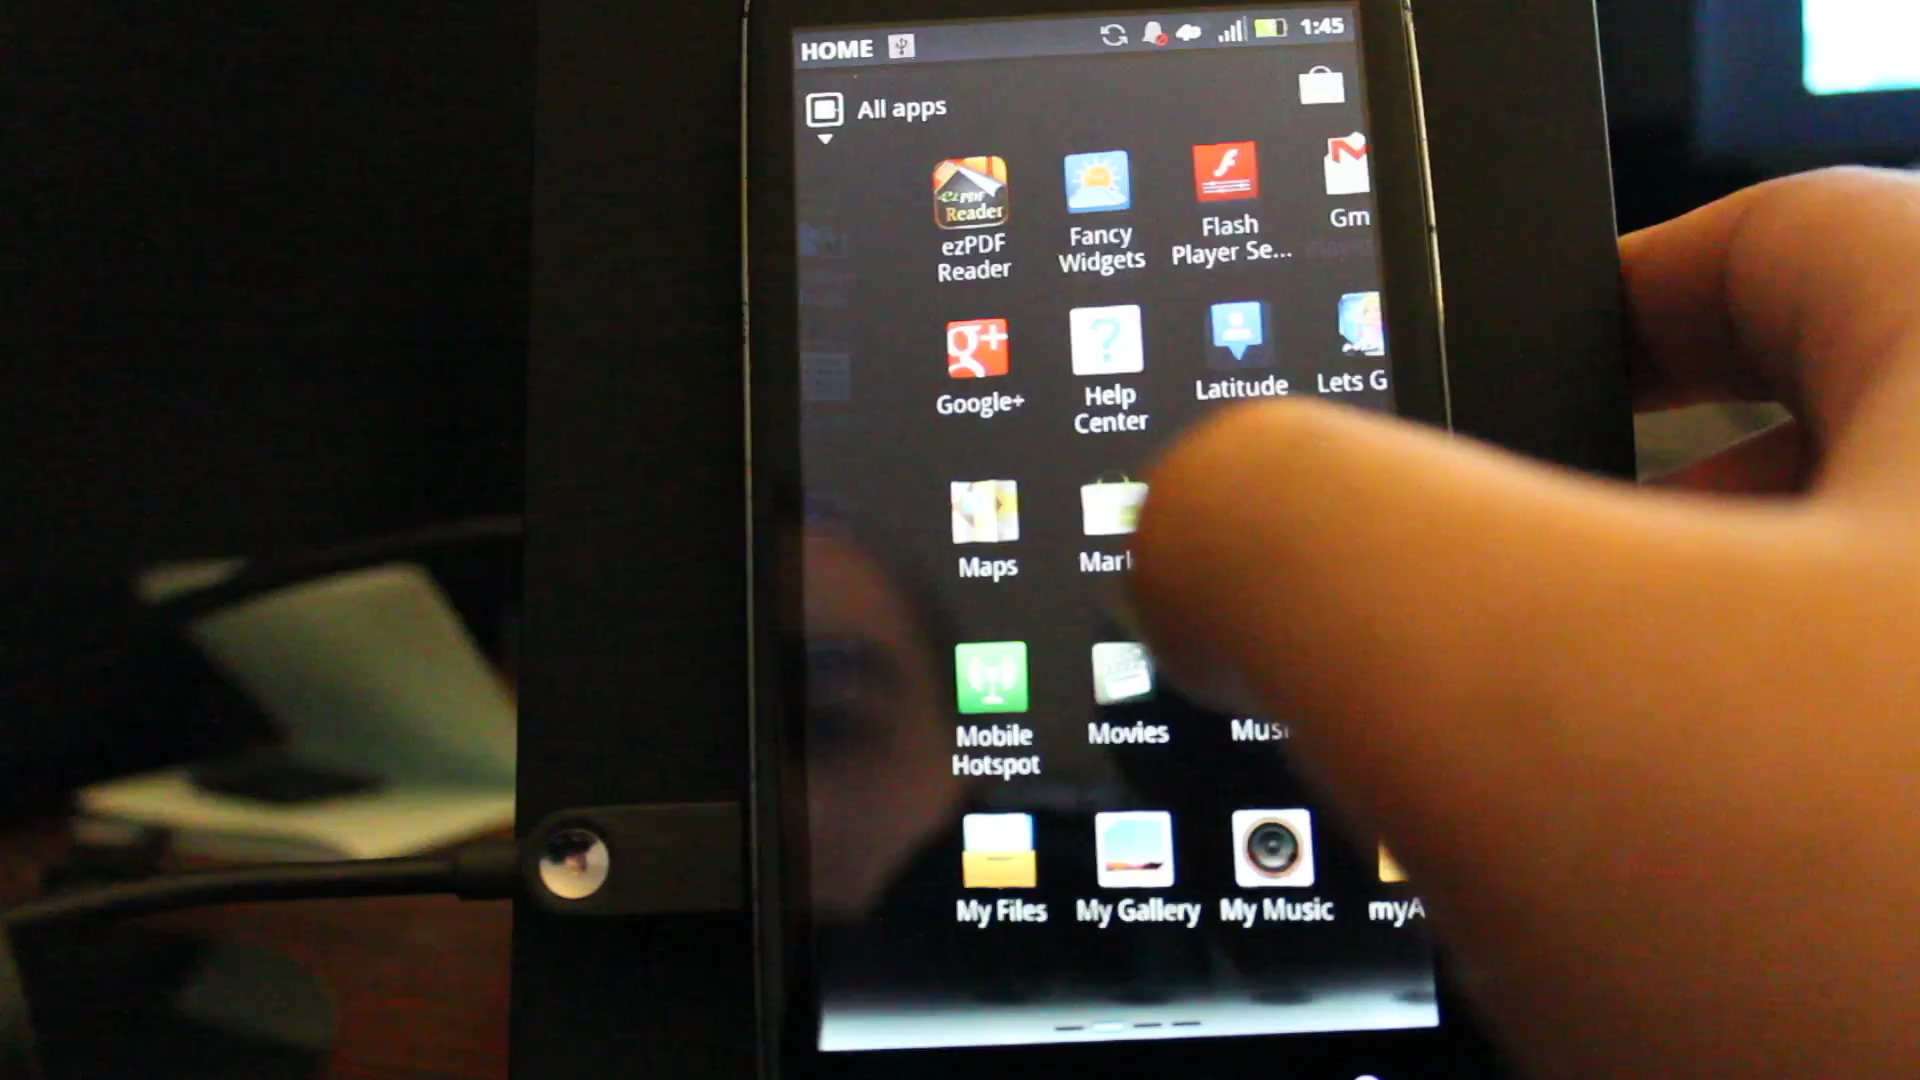 HOME 1:45
All apps
ezPDF
Reader
ezPDF
Reader
Fancy
Widgets
Flash
Player Se...
Gm
g+
Google+
?
Help
Center
Latitude
Lets G
Maps
Mar
Mobile
Hotspot
Movies
Mus
My Files
My Gallery
My Music
myA